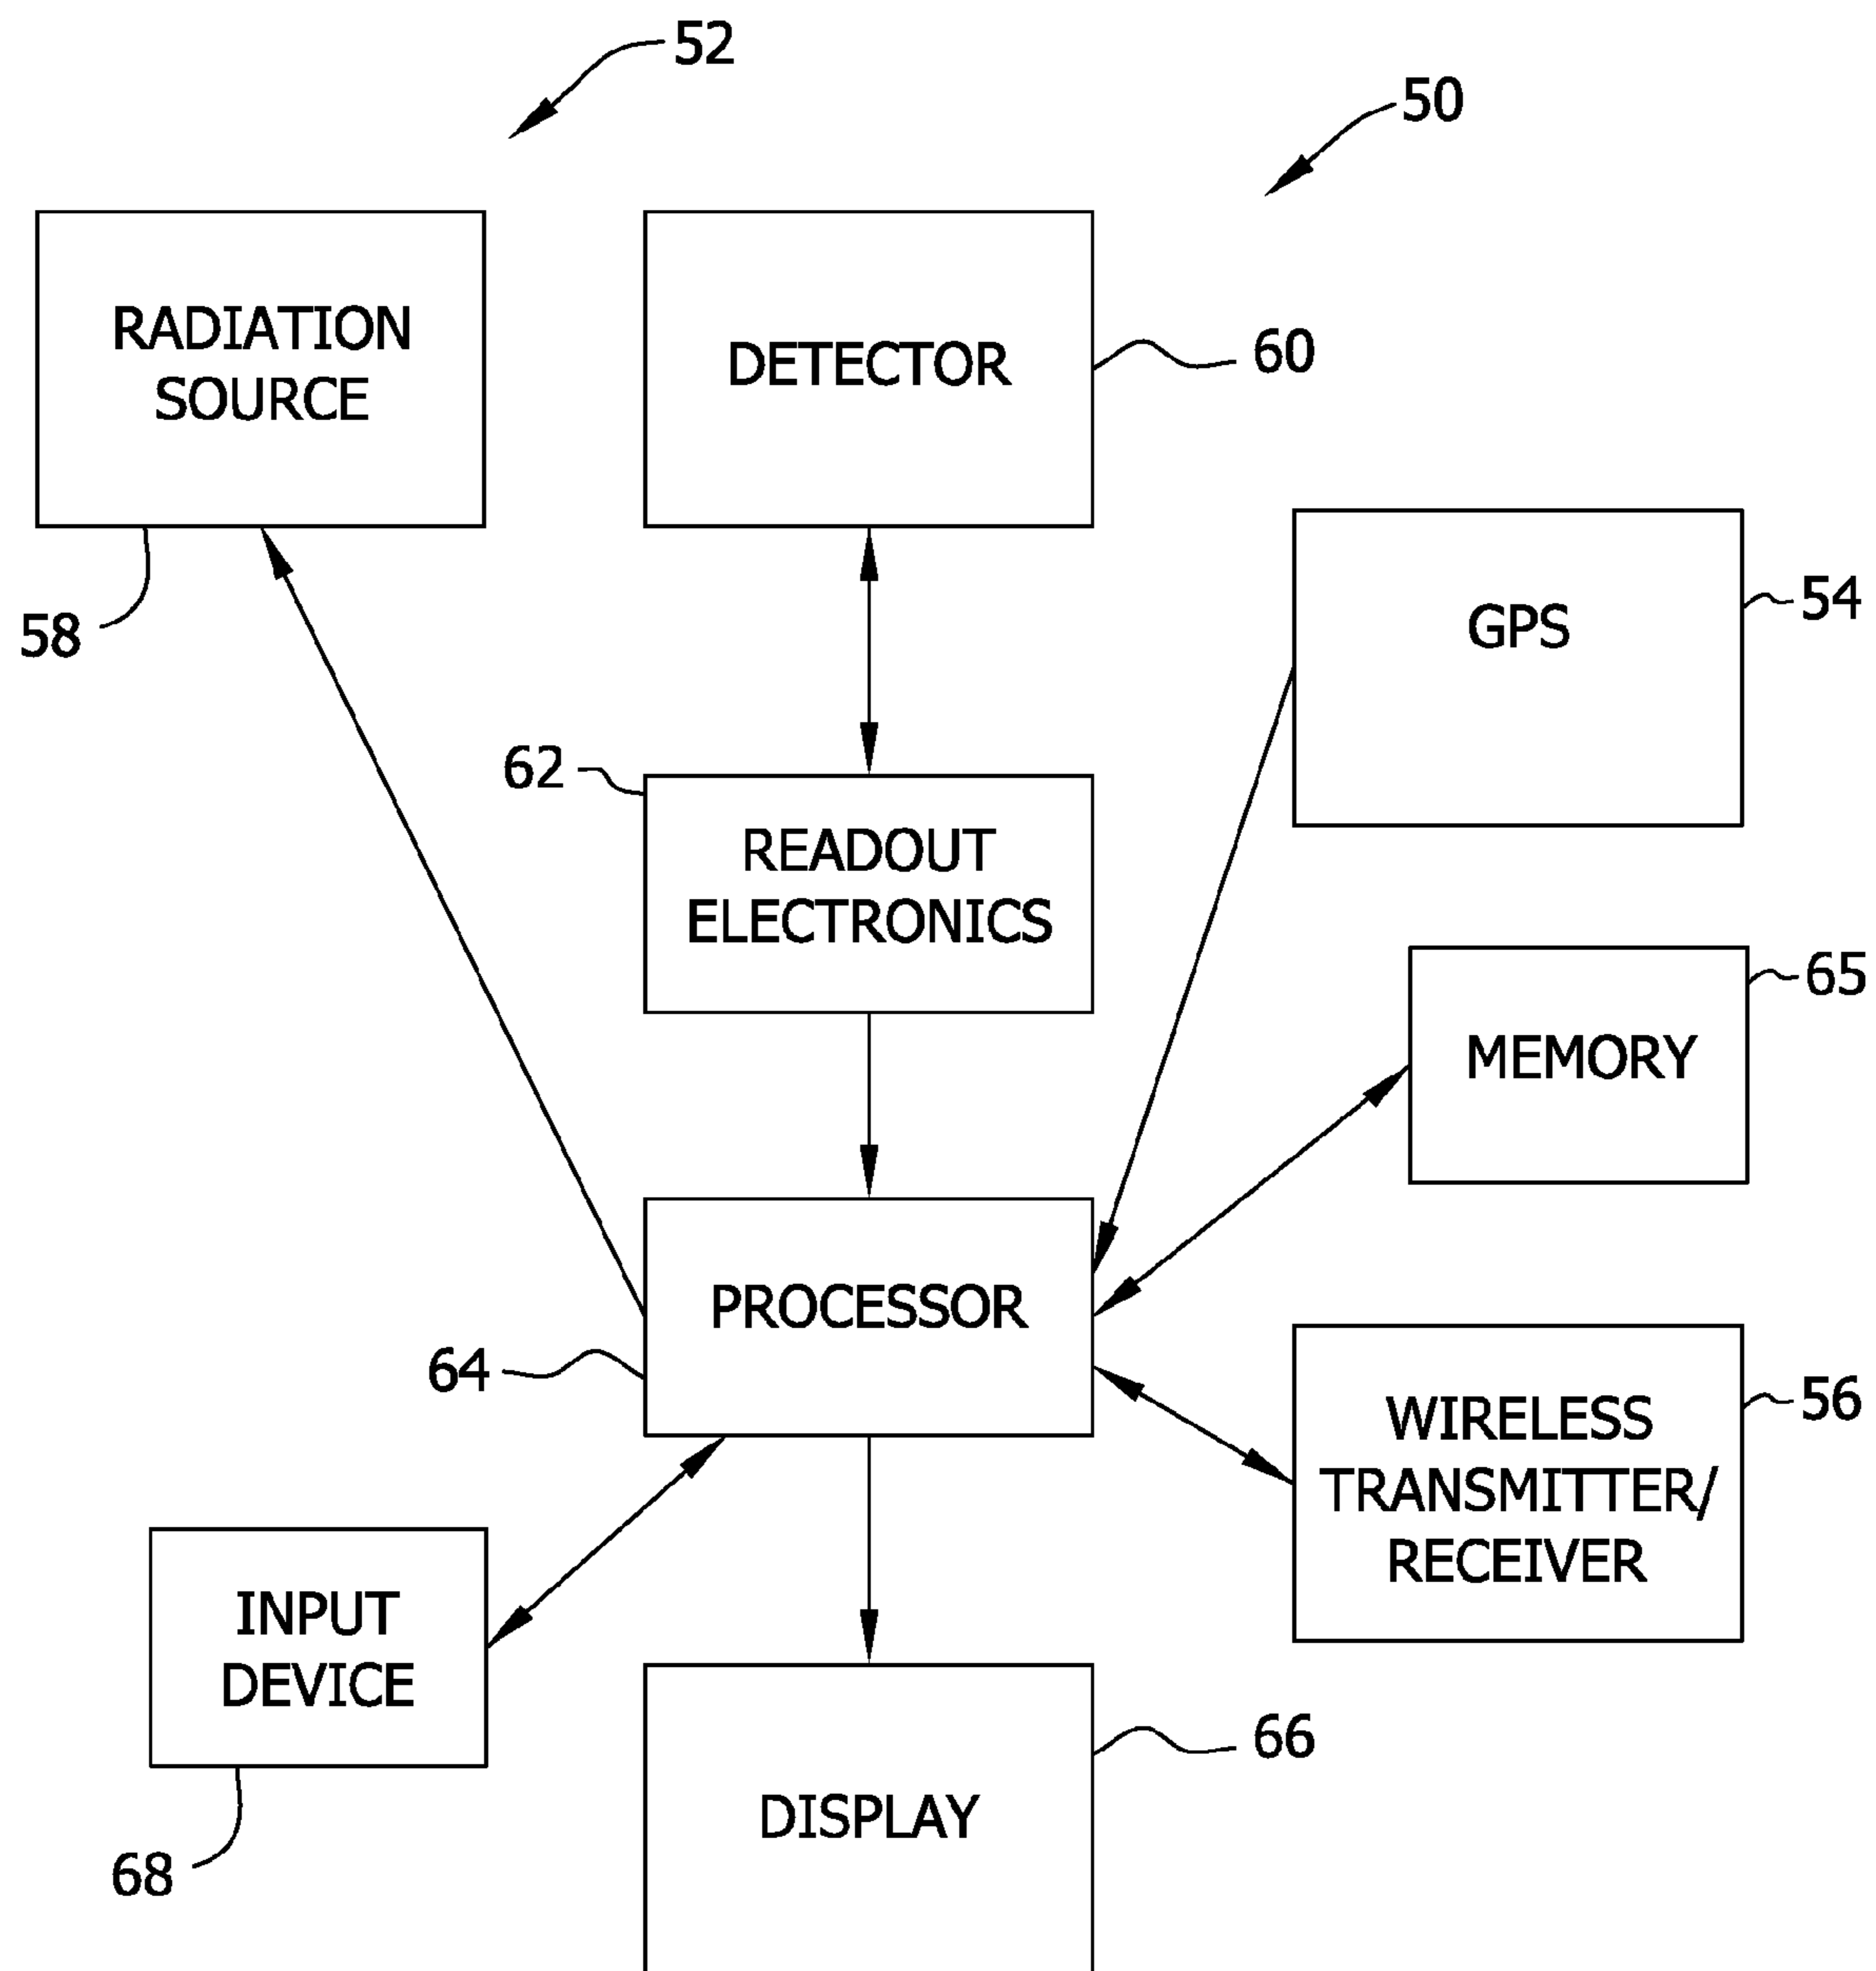 52
50
RADIATION
SOURCE
DETECTOR
60
58
GPS
54
62
READOUT
ELECTRONICS
MEMORY
65
PROCESSOR
64
WIRELESS
TRANSMITTER/
RECEIVER
56
INPUT
DEVICE
68
DISPLAY
66